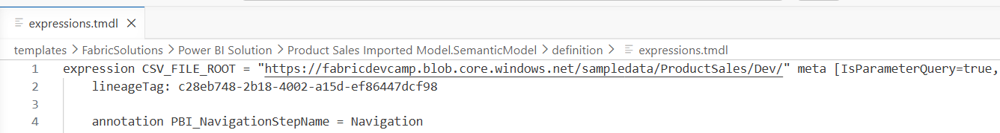 expressions.tmdl
templates > FabricSolutions > Power BI Solution > Product Sales Imported Model.SemanticModel > definition > expressions.tmdl
1 expression CSV_FILE_ROOT = "https://fabricdevcamp.blob.core.windows.net/sampledata/ProductSales/Dev/" meta [IsParameterQuery=true,
2 lineageTag: c28eb748-2b18-4002-a15d-ef86447dcf98
3
4 annotation PBI_NavigationStepName = Navigation